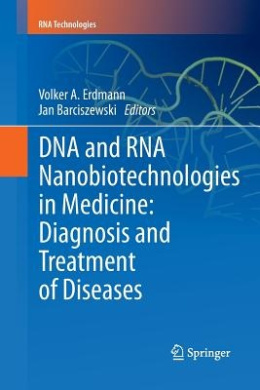 RNA Technologies
Volker A. Erdmann
Jan Barciszewski Editors
DNA and RNA
Nanobiotechnologies
in Medicine:
Diagnosis and
Treatment
of Diseases
Springer